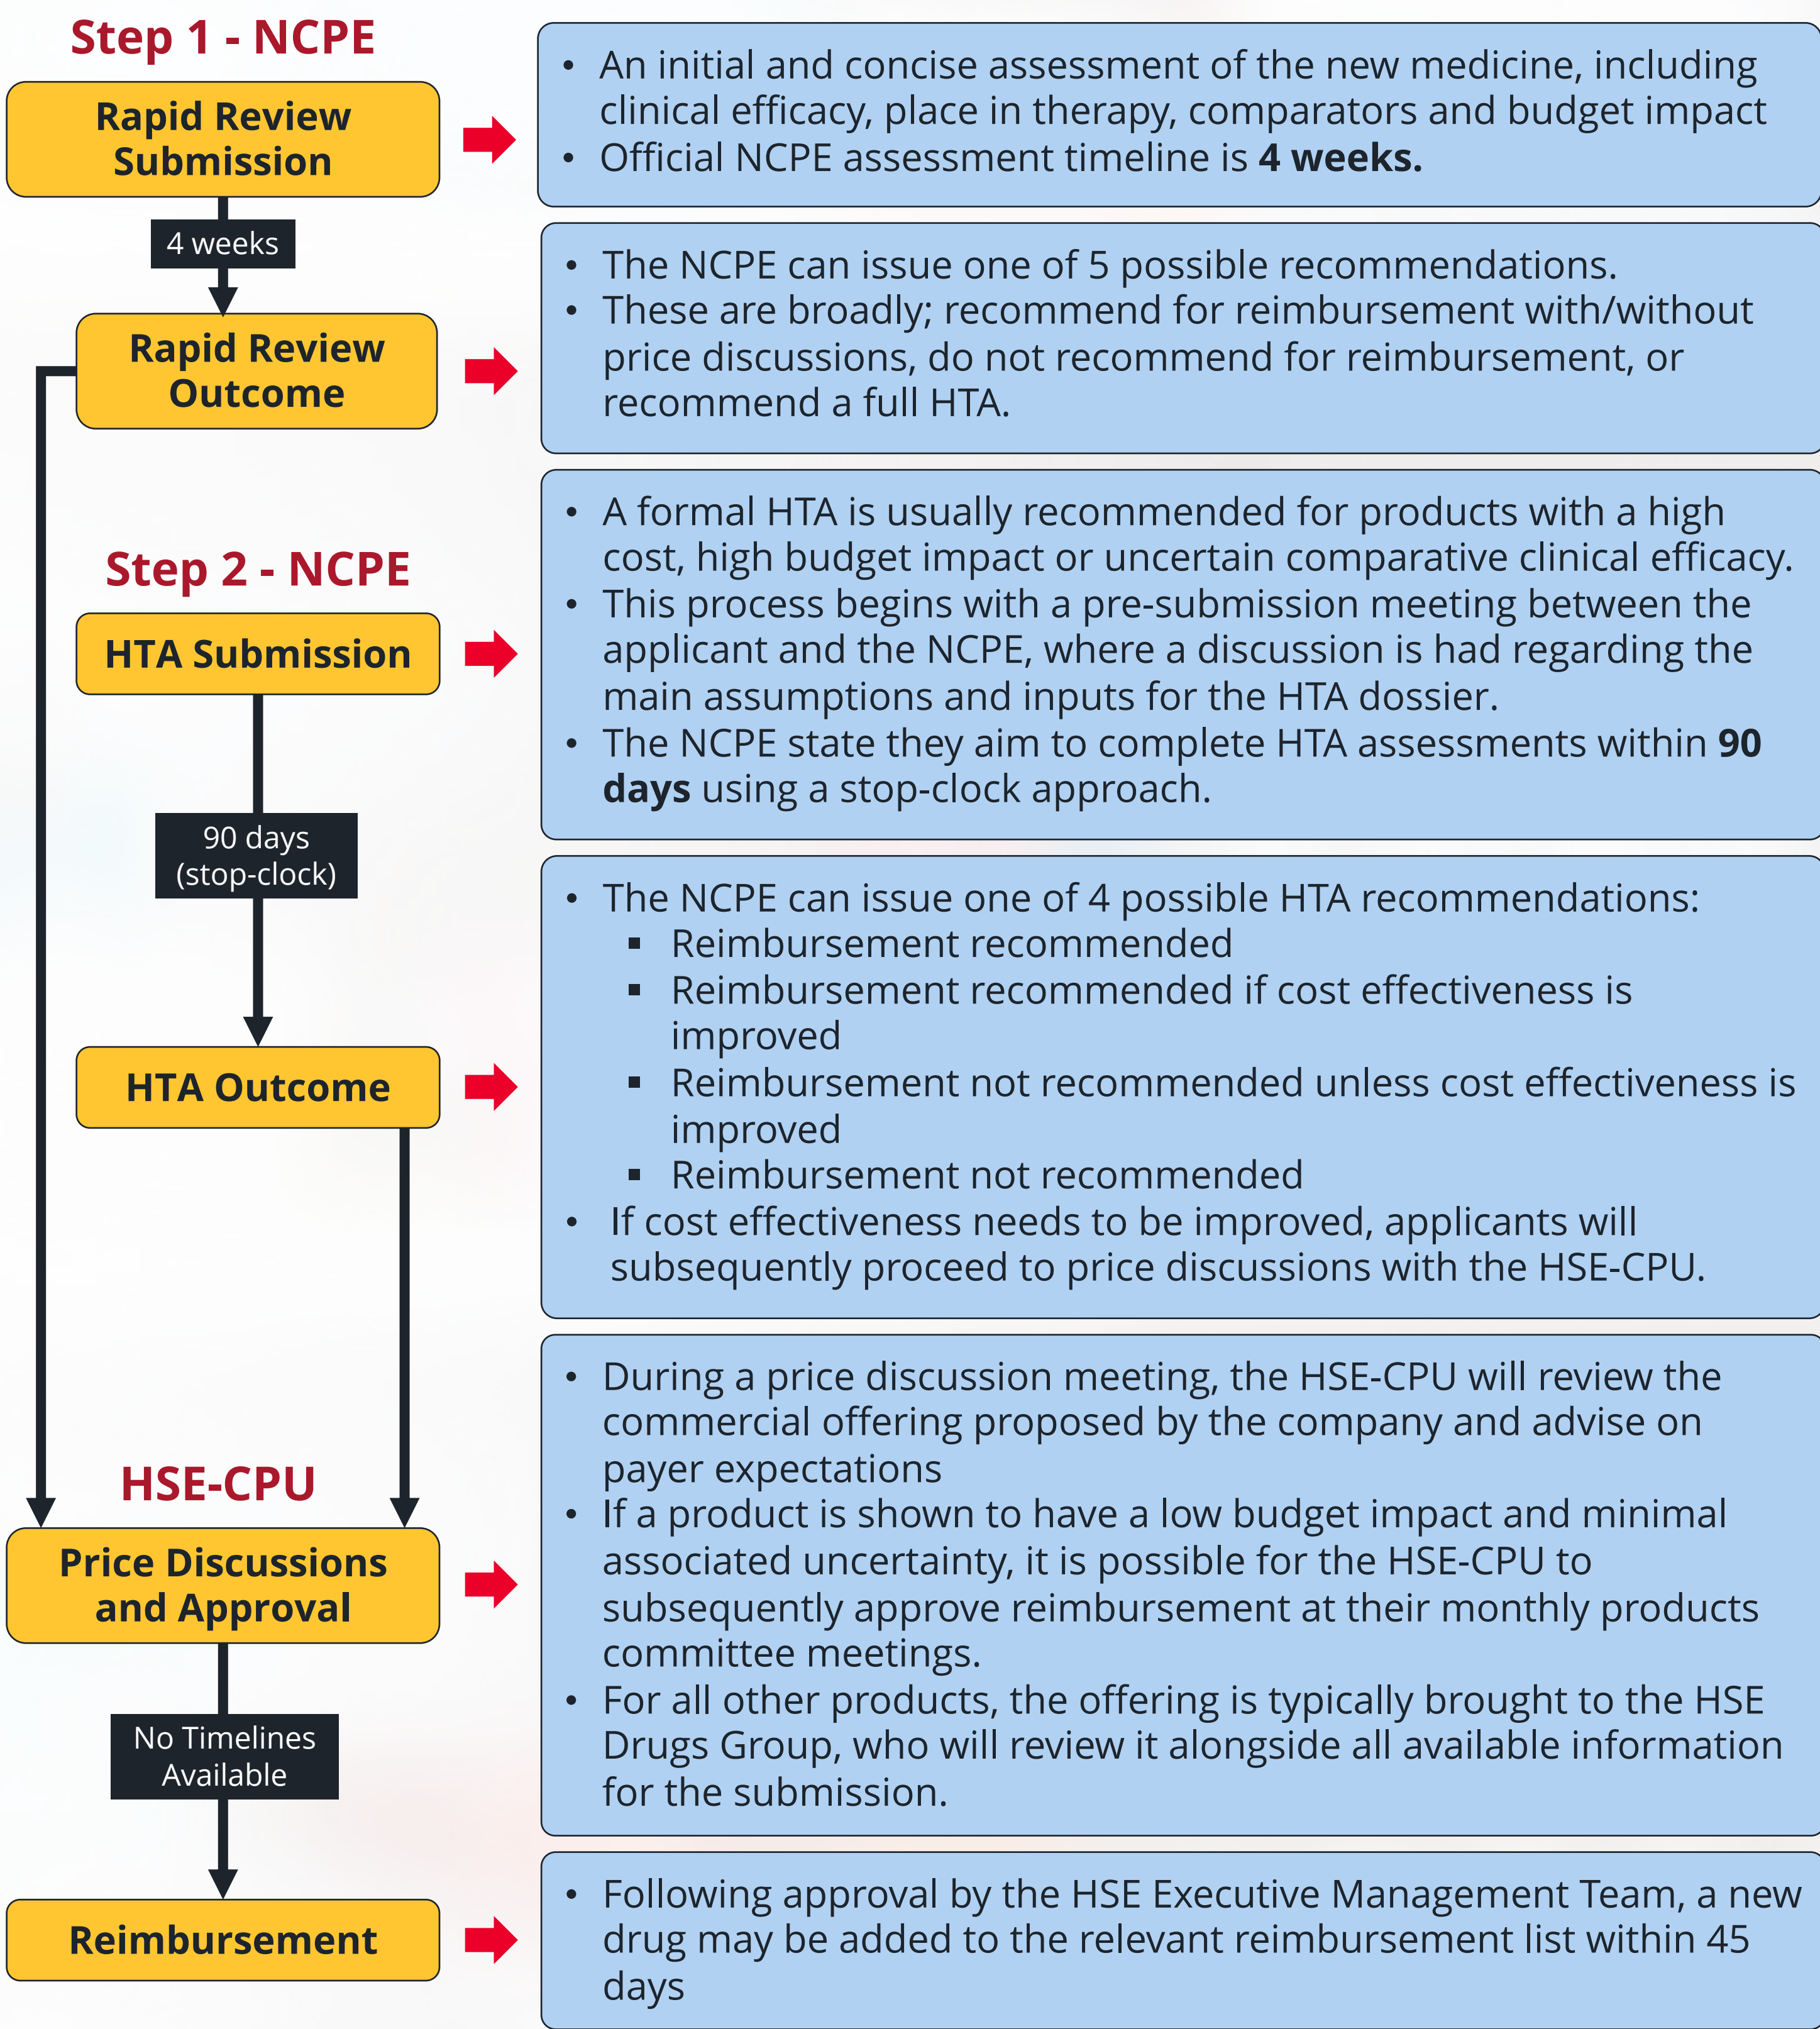 Step 1 - NCPE
Rapid Review
Submission
• An initial and concise assessment of the new medicine, including
clinical efficacy, place in therapy, comparators and budget impact
• Official NCPE assessment timeline is 4 weeks.
4 weeks
Rapid Review
Outcome
• The NCPE can issue one of 5 possible recommendations.
• These are broadly; recommend for reimbursement with/without
price discussions, do not recommend for reimbursement, or
recommend a full HTA.
Step 2 - NCPE
HTA Submission
• A formal HTA is usually recommended for products with a high
cost, high budget impact or uncertain comparative clinical efficacy.
• This process begins with a pre-submission meeting between the
applicant and the NCPE, where a discussion is had regarding the
main assumptions and inputs for the HTA dossier.
• The NCPE state they aim to complete HTA assessments within 90
days using a stop-clock approach.
90 days
(stop-clock)
HTA Outcome
• The NCPE can issue one of 4 possible HTA recommendations:
▪ Reimbursement recommended
▪ Reimbursement recommended if cost effectiveness is
improved
▪ Reimbursement not recommended unless cost effectiveness is
improved
▪ Reimbursement not recommended
• If cost effectiveness needs to be improved, applicants will
subsequently proceed to price discussions with the HSE-CPU.
HSE-CPU
Price Discussions
and Approval
• During a price discussion meeting, the HSE-CPU will review the
commercial offering proposed by the company and advise on
payer expectations
• If a product is shown to have a low budget impact and minimal
associated uncertainty, it is possible for the HSE-CPU to
subsequently approve reimbursement at their monthly products
committee meetings.
• For all other products, the offering is typically brought to the HSE
Drugs Group, who will review it alongside all available information
for the submission.
No Timelines
Available
Reimbursement
• Following approval by the HSE Executive Management Team, a new
drug may be added to the relevant reimbursement list within 45
days